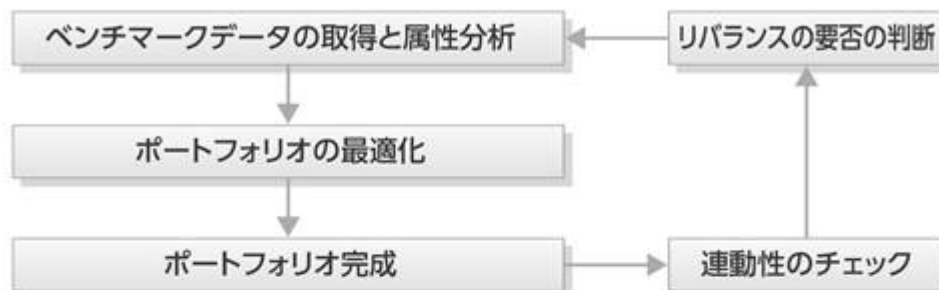 ベンチマークデータの取得と属性分析
リバランスの要否の判断
ポートフォリオの最適化
ポートフォリオ完成
連動性のチェック